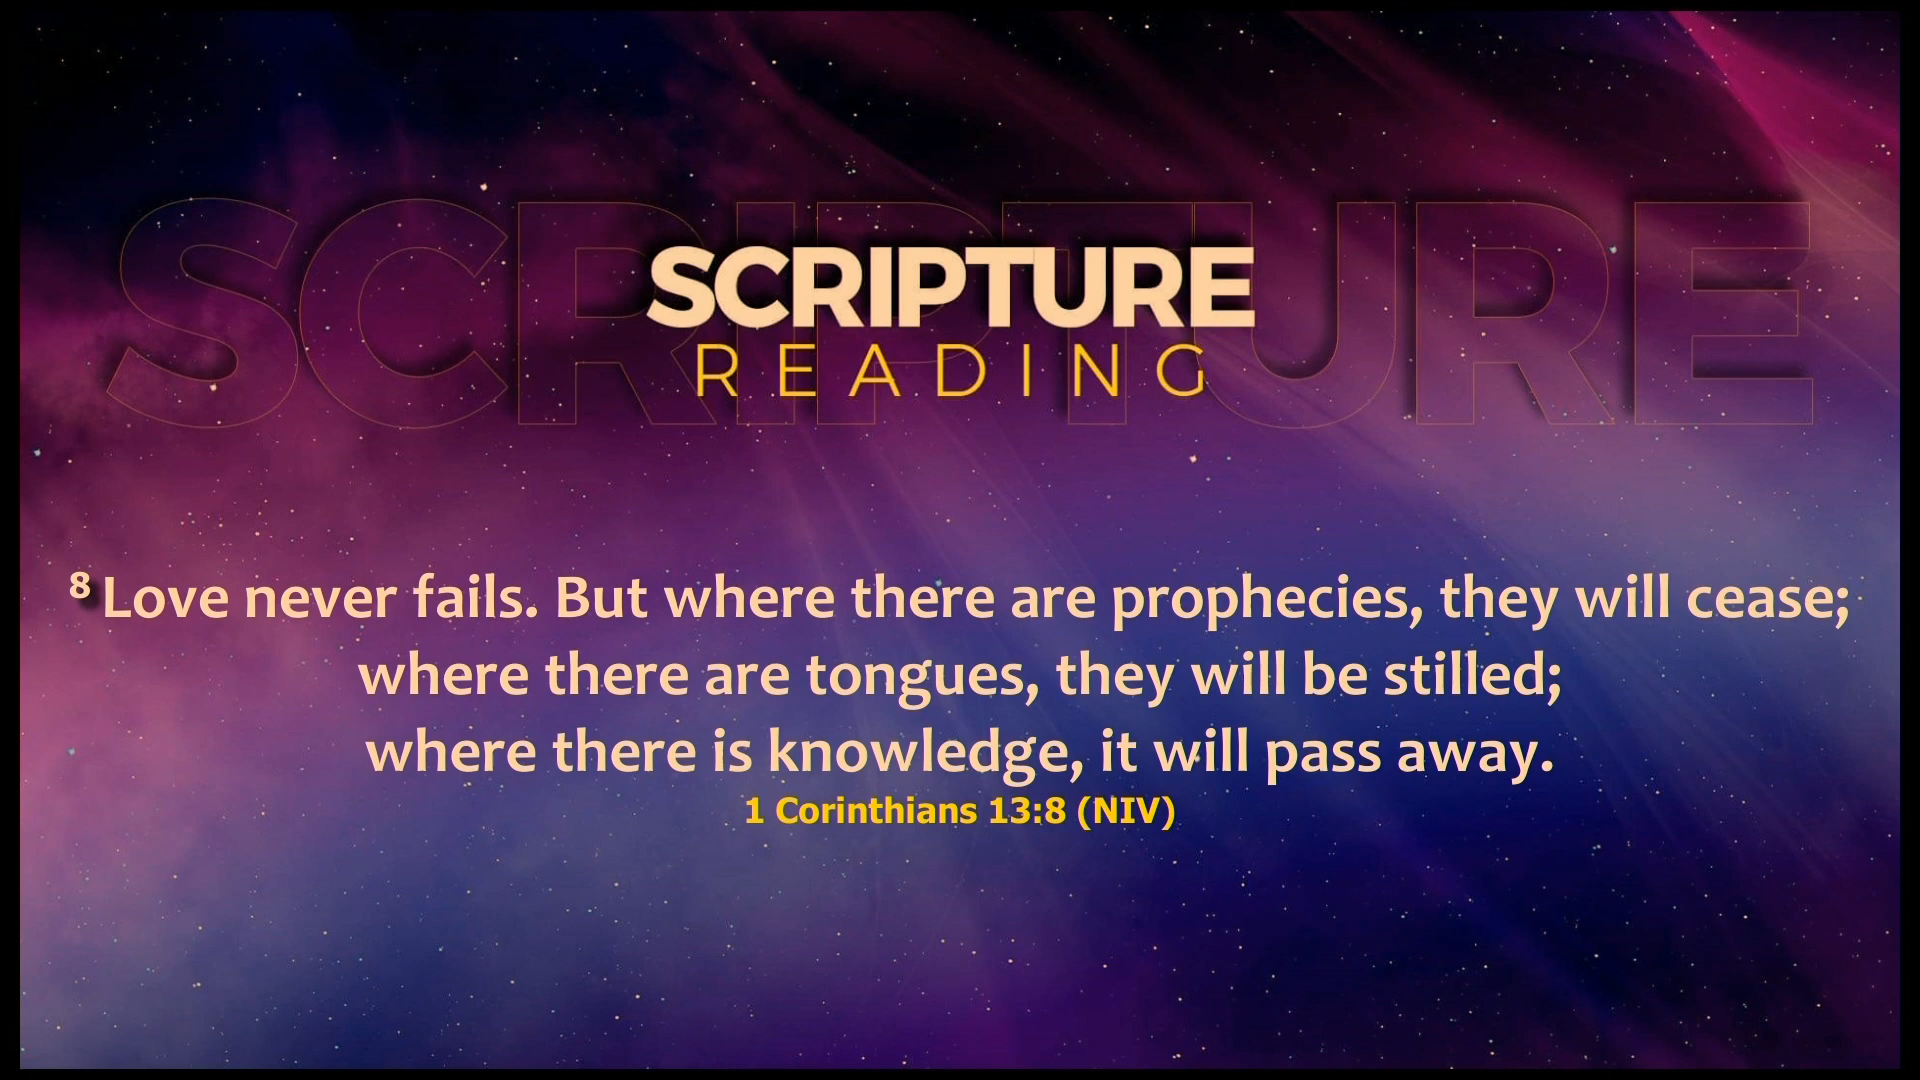 SCRIPTURE
SCRIPTURE
READING
8 Love never fails. But where there are prophecies, they will cease;
where there are tongues, they will be stilled;
where there is knowledge, it will pass away.
1 Corinthians 13:8 (NIV)